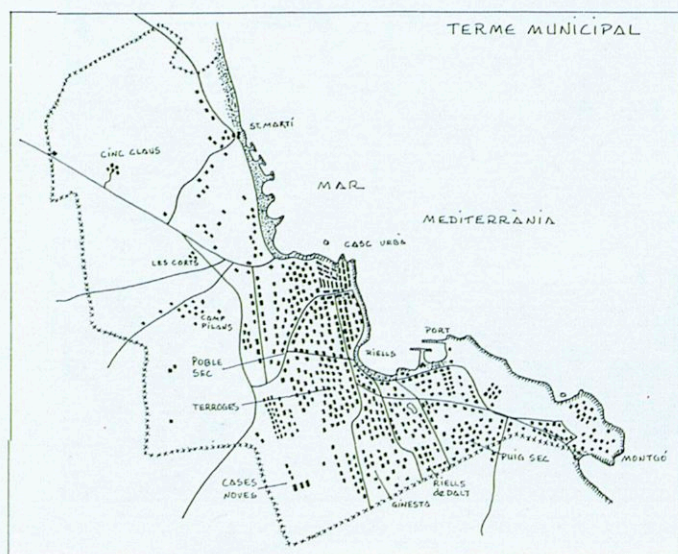 TERME MUNICIPAL
ST. MARTÍ
CINC CLAUS
MAR
MEDITERRÀNIA
CASC URBÀ
LES CORTS
CAMP
PILANS
PORT
RIELLS
POBLE
SEC
TERROGES
PUIG SEC
MONTGÓ
CASES
NOVES
RIELLS
de DALT
GINESTA